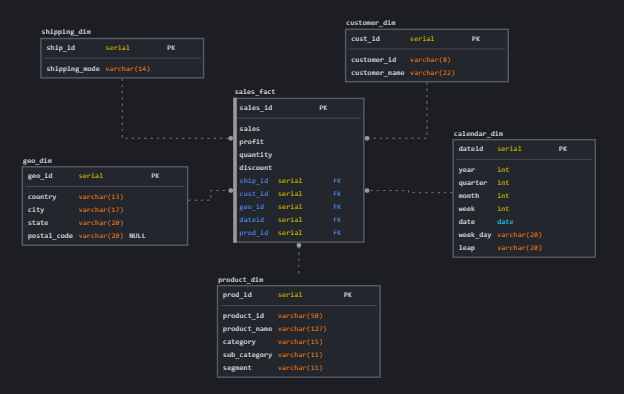 shipping_dim
ship_id serial PK
shipping_mode varchar(14)
customer_dim
cust_id serial PK
customer_id varchar(8)
customer_name varchar(22)
sales_fact
sales_id PK
sales
profit
quantity
discount
ship_id serial FK
cust_id serial FK
geo_id serial FK
dateid serial FK
prod_id serial FK
geo_dim
geo_id serial PK
country varchar(13)
city varchar(17)
state varchar(20)
postal_code varchar(20) NULL
calendar_dim
dateid serial PK
year int
quarter int
month int
week int
date date
week_day varchar(20)
leap varchar(20)
product_dim
prod_id serial PK
product_id varchar(50)
product_name varchar(127)
category varchar(15)
sub_category varchar(11)
segment varchar(11)